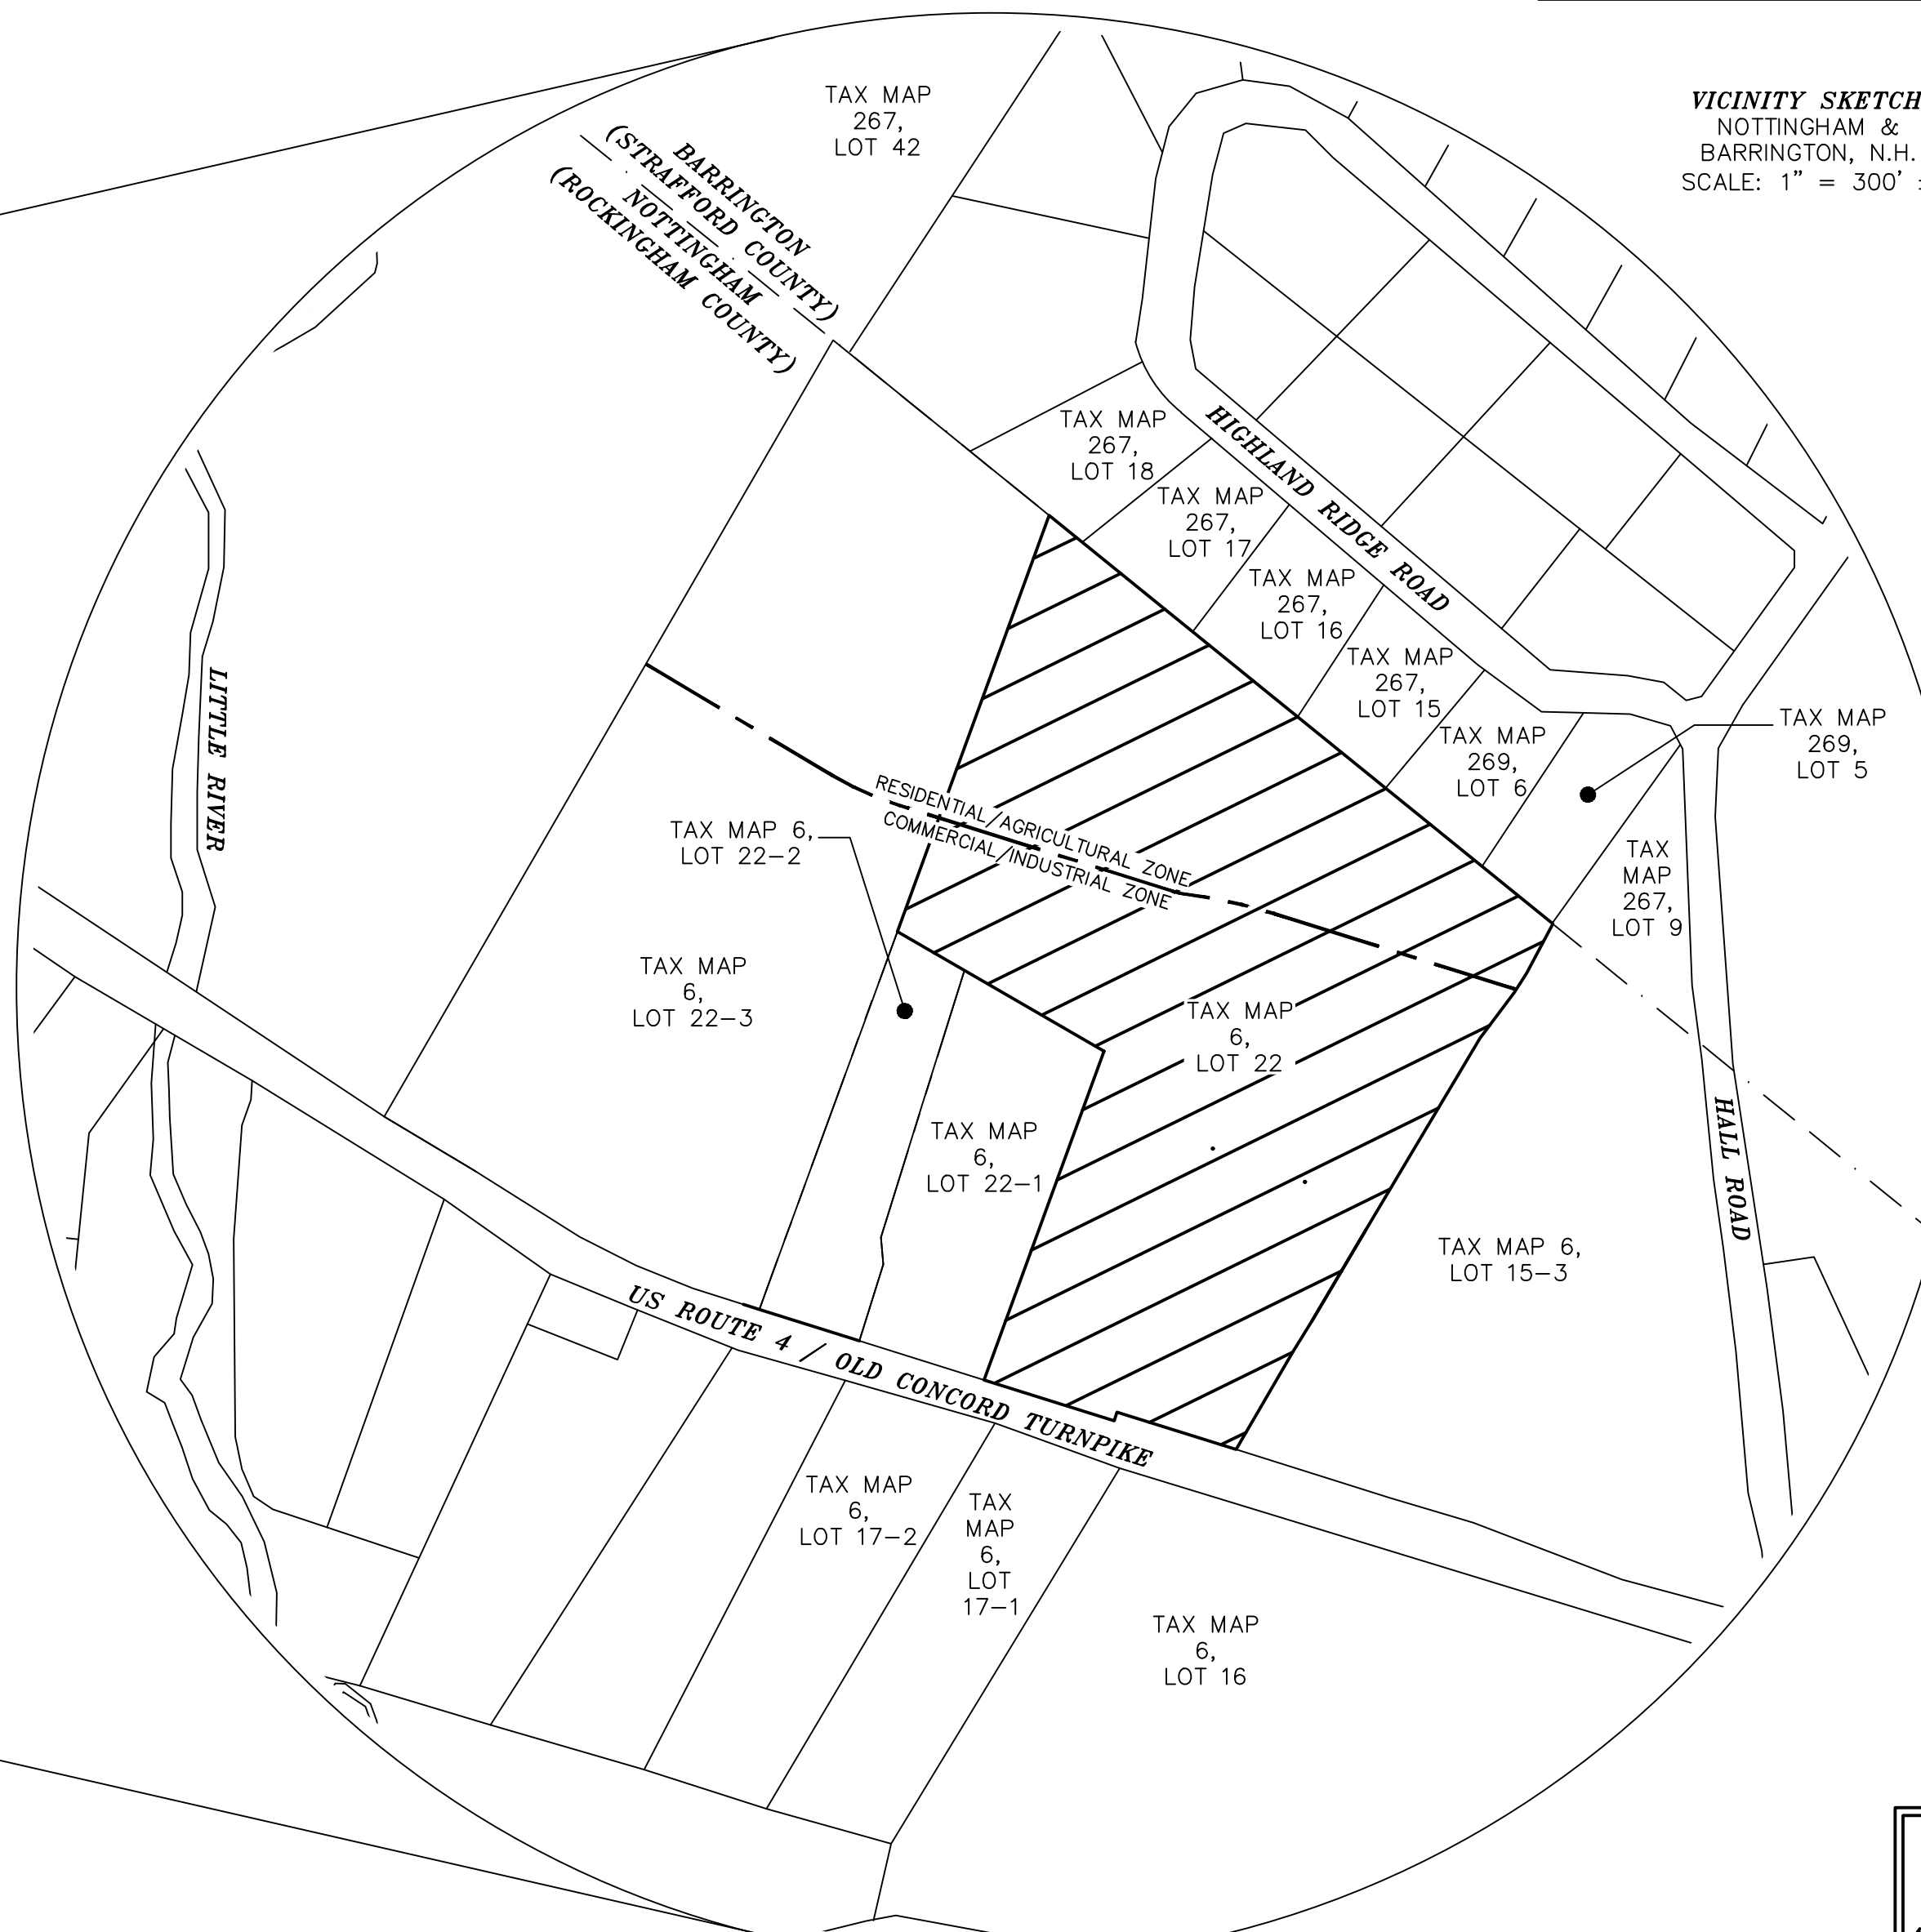 VICINITY SKETCH
NOTTINGHAM &
BARRINGTON, N.H.
SCALE: 1" = 300' ±
TAX MAP
267,
LOT 42
BARRINGTON
(STRAFFORD COUNTY)
NOTTINGHAM
(ROCKINGHAM COUNTY)
HIGHLAND RIDGE ROAD
TAX MAP
267,
LOT 18
TAX MAP
267,
LOT 17
TAX MAP
267,
LOT 16
TAX MAP
267,
LOT 15
TAX MAP
269,
LOT 6
TAX MAP
269,
LOT 5
TAX
MAP
267,
LOT 9
LITTLE RIVER
RESIDENTIAL/AGRICULTURAL ZONE
COMMERCIAL/INDUSTRIAL ZONE
TAX MAP 6,
LOT 22-2
TAX MAP
6,
LOT 22-3
TAX MAP
6,
LOT 22
TAX MAP
6,
LOT 22-1
HALL ROAD
TAX MAP 6,
LOT 15-3
US ROUTE 4 / OLD CONCORD TURNPIKE
TAX MAP
6,
LOT 17-2
TAX
MAP
6,
LOT
17-1
TAX MAP
6,
LOT 16